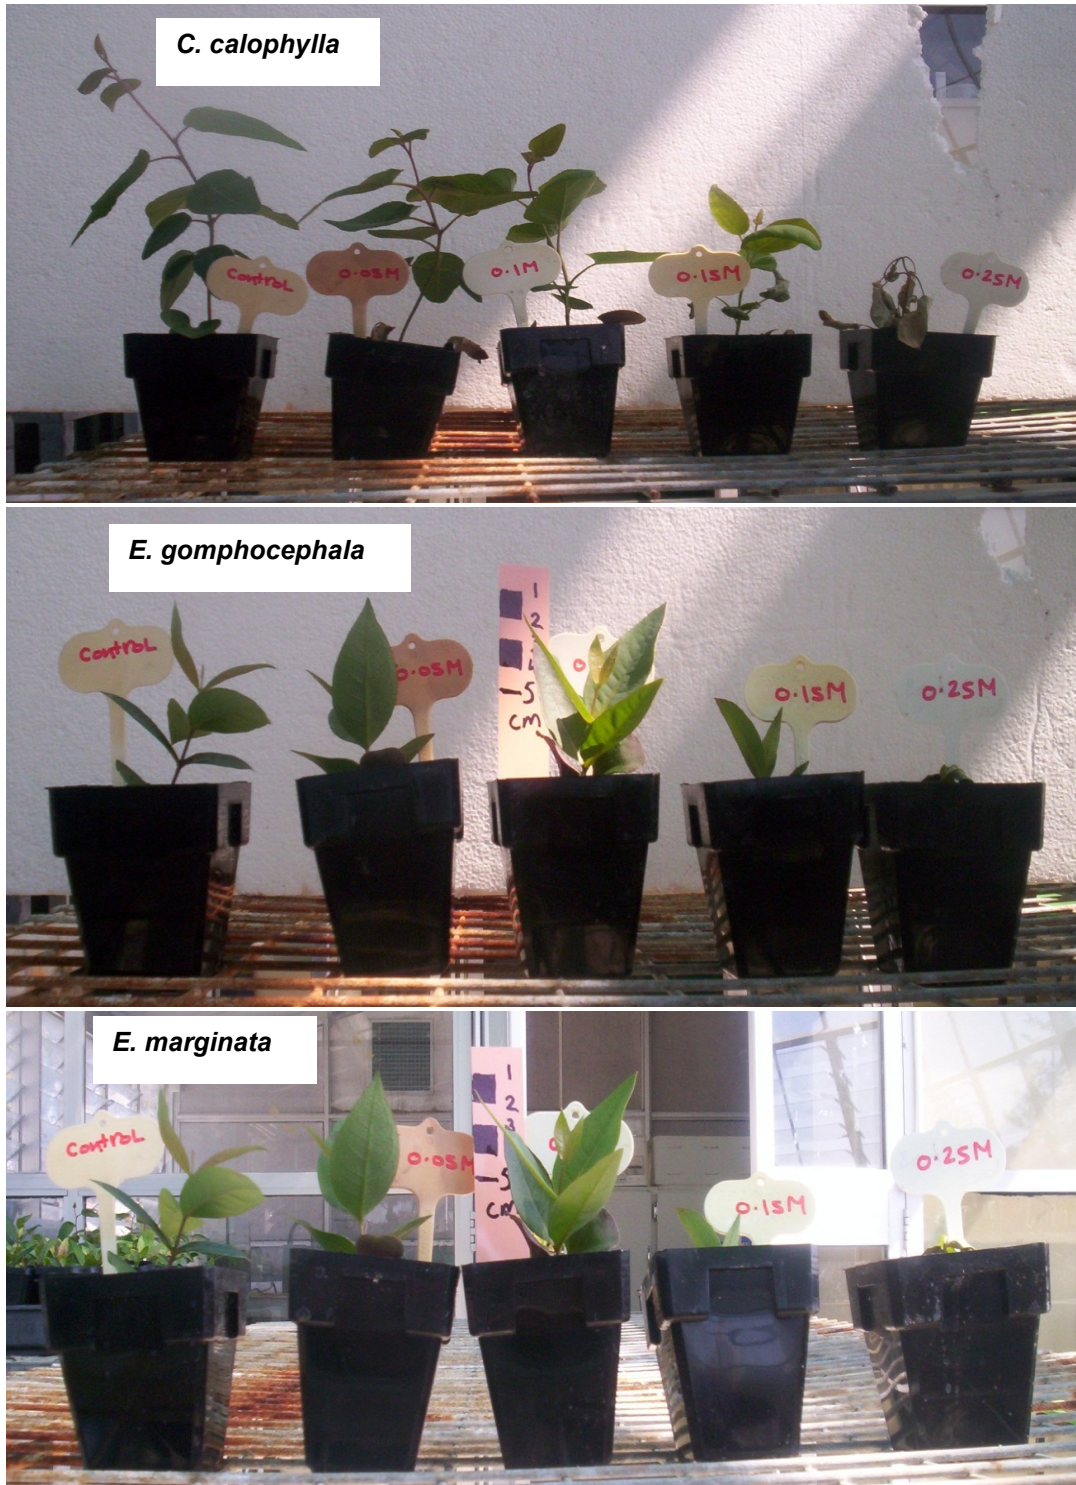 C. calophylla
Control
0.05M
0.1M
0.15M
0.25M
E. gomphocephala
Control
0.05M
1
2
5
cm
0
0.15M
0.25M
E. marginata
Control
0.05M
1
2
3
5
cm
0.15M
0.25M